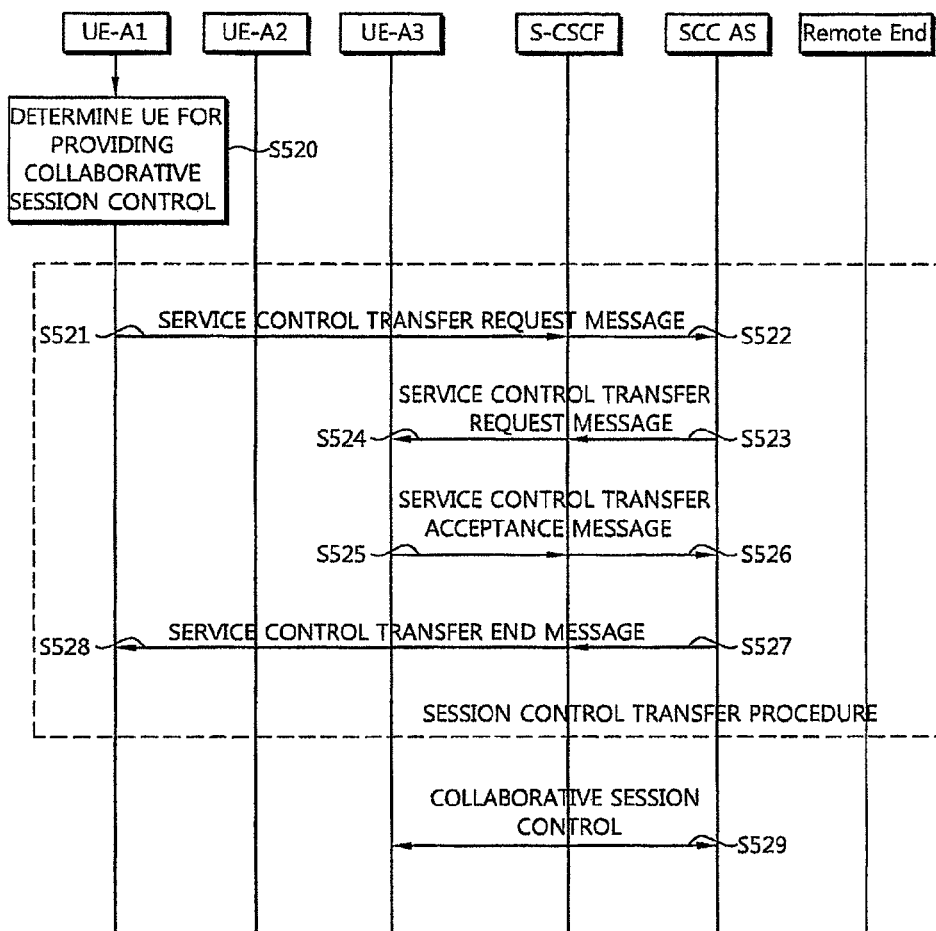 UE-A1
UE-A2
UE-A3
S-CSCF
SCC AS
Remote End
DETERMINE UE FOR
PROVIDING
COLLABORATIVE
SESSION CONTROL
S520
SERVICE CONTROL TRANSFER REQUEST MESSAGE
S521
S522
SERVICE CONTROL TRANSFER
REQUEST MESSAGE
S524
S523
SERVICE CONTROL TRANSFER
ACCEPTANCE MESSAGE
S525
S526
SERVICE CONTROL TRANSFER END MESSAGE
S528
S527
SESSION CONTROL TRANSFER PROCEDURE
COLLABORATIVE SESSION
CONTROL
S529